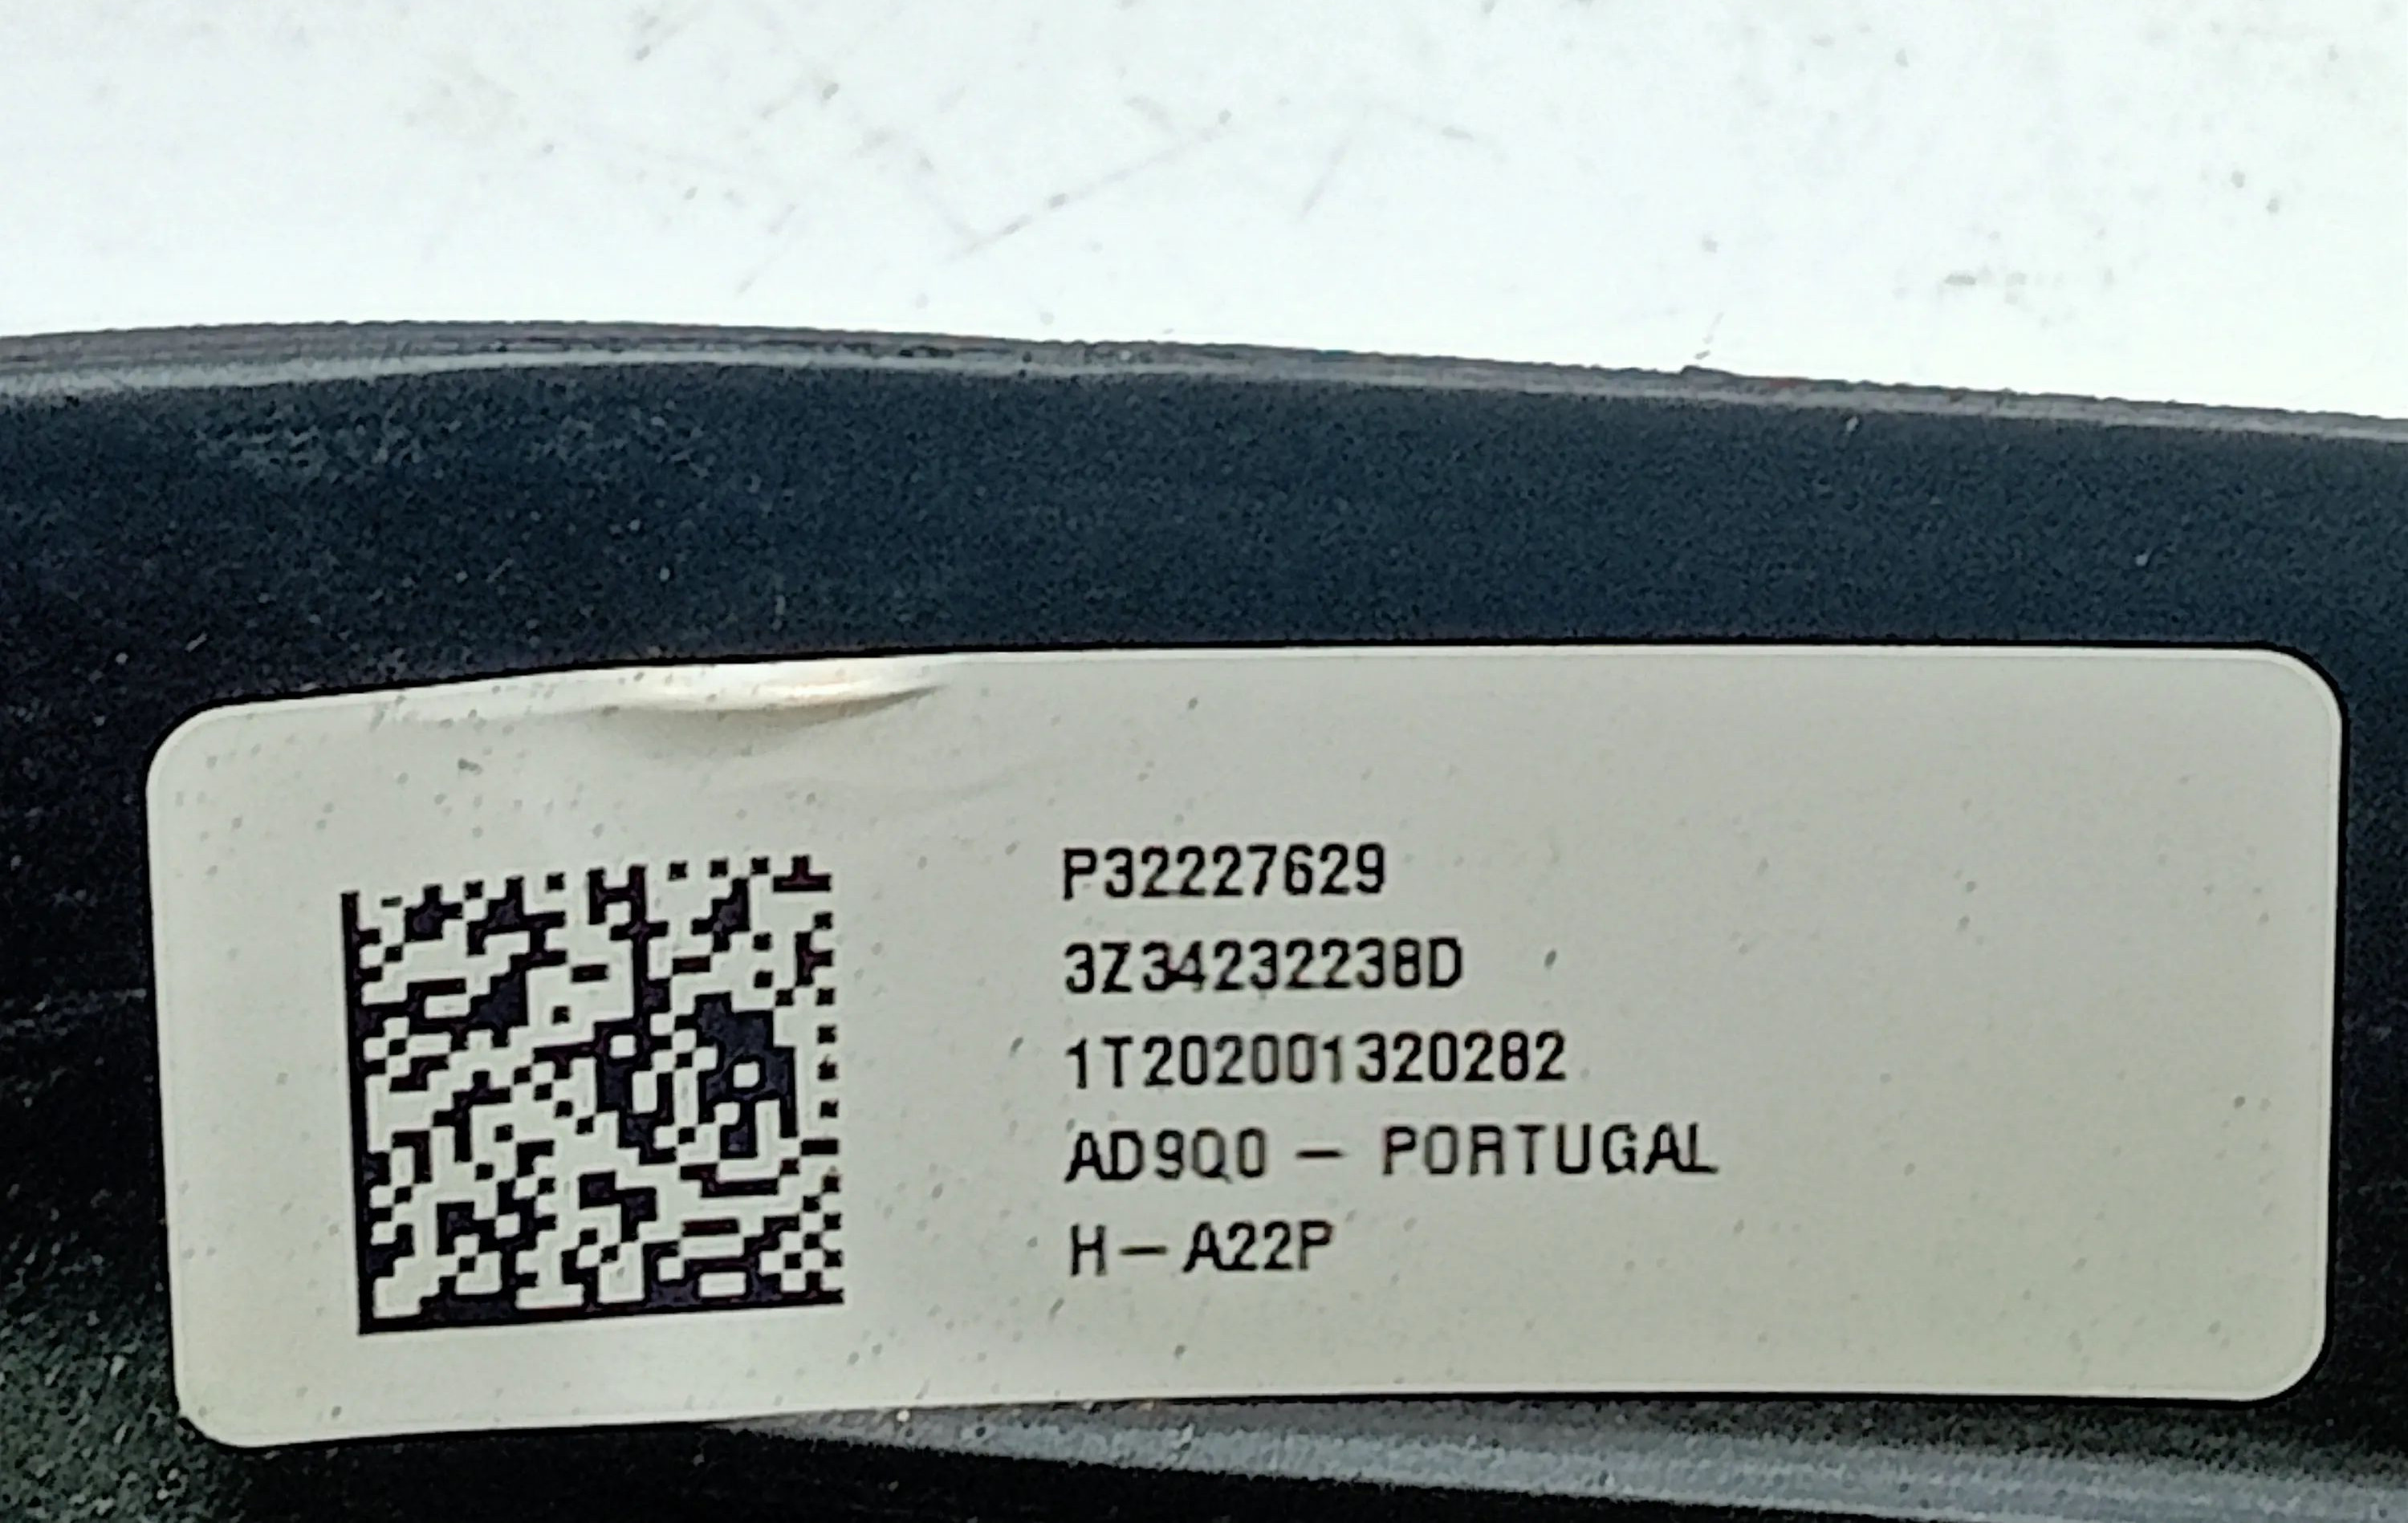 P32227629
3Z34232238D
1T202001320282
AD9Q0 – PORTUGAL
H– A22P